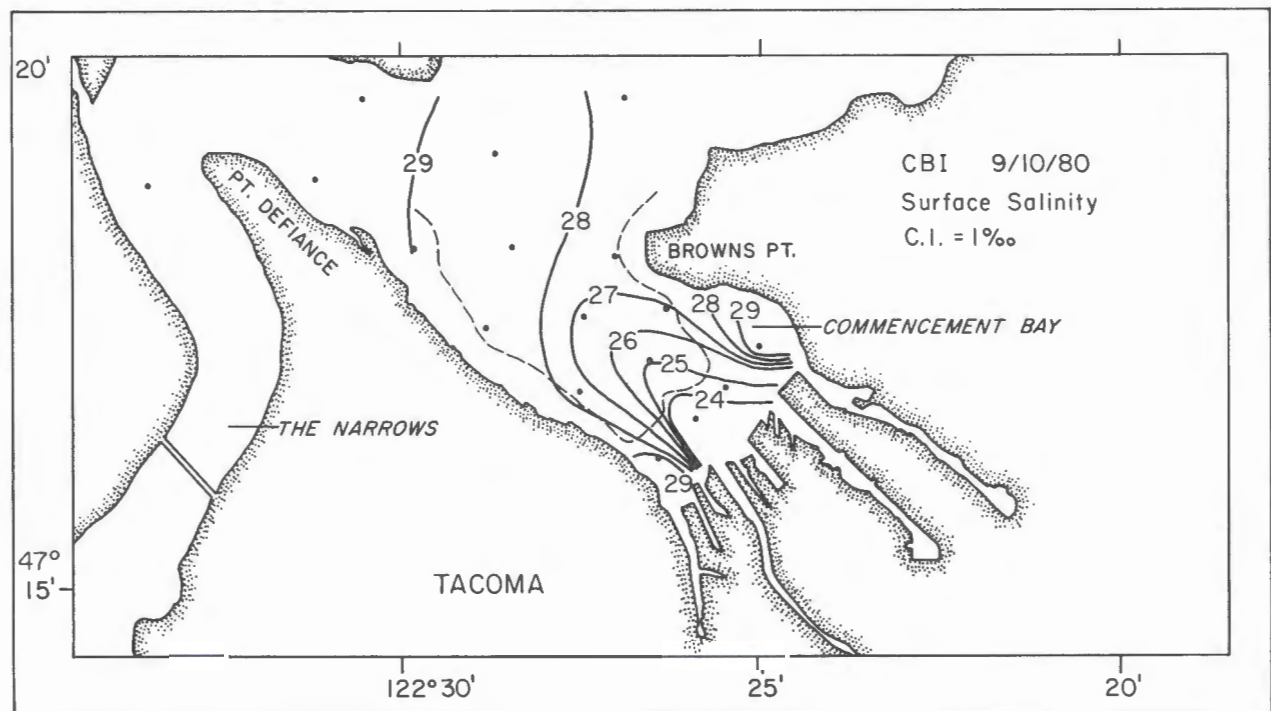 20'
CBI 9/10/80
Surface Salinity
C.I. = 1‰
PT. DEFIANCE
29
28
BROWNS PT.
27
28
29
COMMENCEMENT BAY
26
25
24
THE NARROWS
29
47°
15'
TACOMA
122°30'
25'
20'